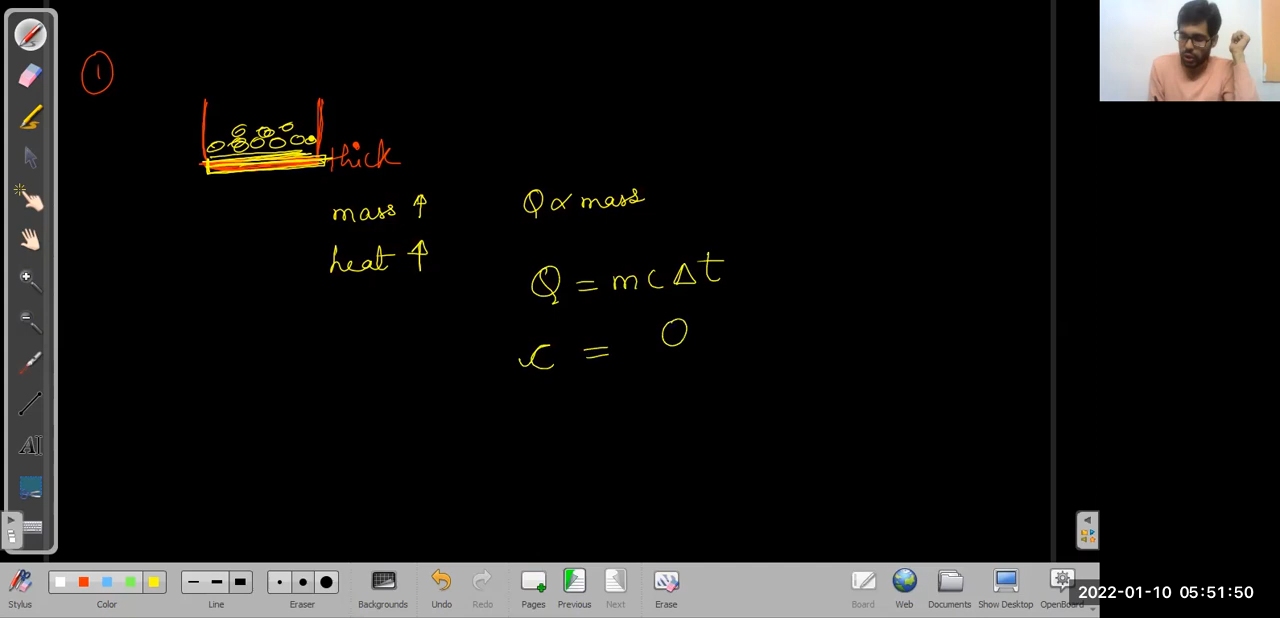 1
thick
mass ↑
Q ∝ mass
heat ↑
Q = mcΔt
c = Q
AI
Stylus
Color
Line
Eraser
Backgrounds
Undo
Redo
Pages
Previous
Next
Erase
Board
Web
Documents
Show Desktop
OpenBoard
2022-01-10 05:51:50